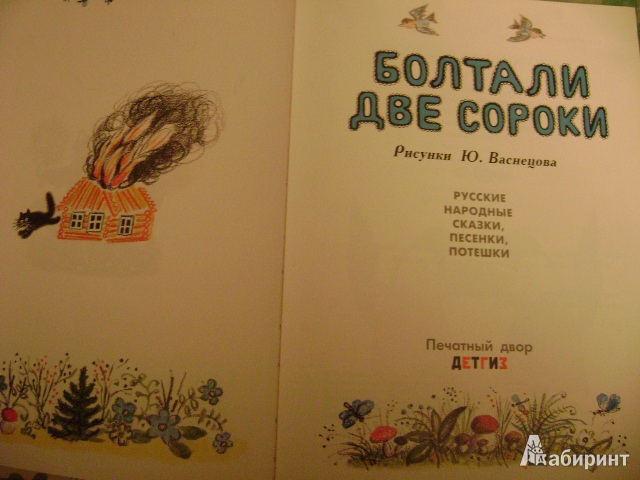 БОЛТАЛИ
ДВЕ СОРОКИ
Рисунки Ю. Васнецова
РУССКИЕ
НАРОДНЫЕ
СКАЗКИ,
ПЕСЕНКИ,
ПОТЕШКИ
Печатный двор
ДЕТГИЗ
Лабиринт